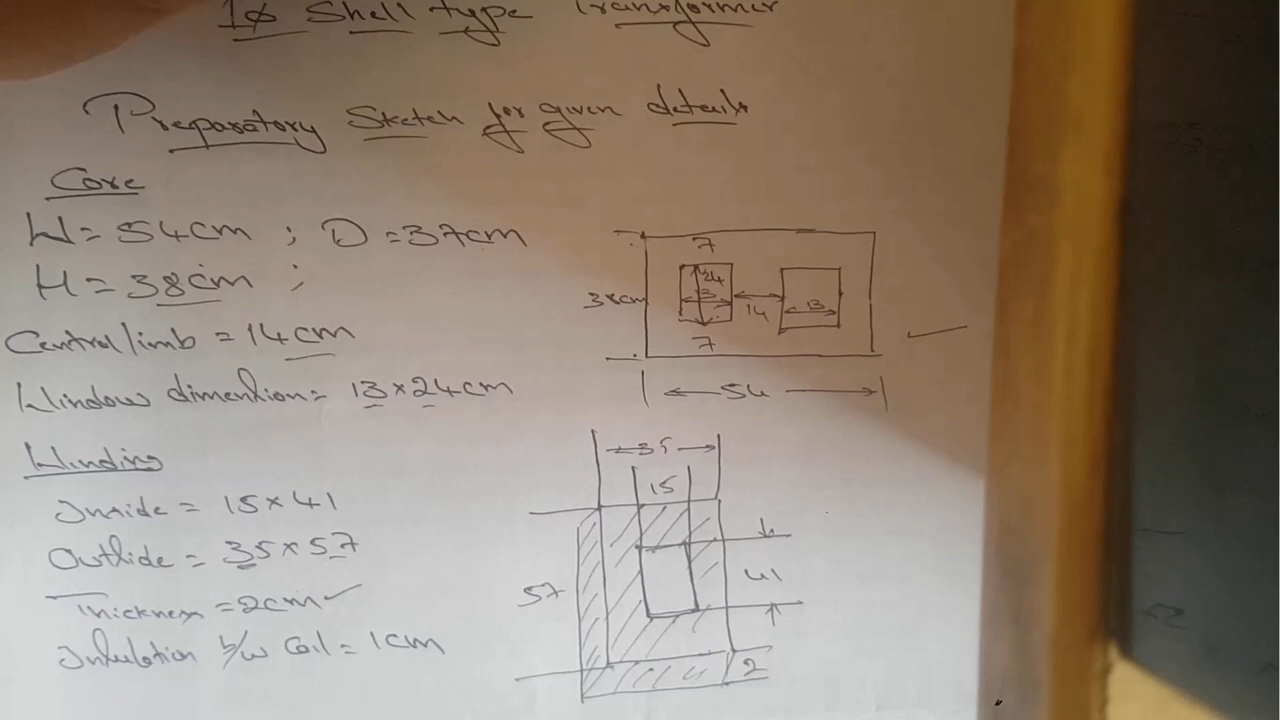 1ϕ Shell type Transformer
Preparatory Sketch for given details
Core
W = 54cm ; D = 37cm
H = 38cm ;
Central limb = 14cm
Window dimension = 13 × 24cm
Winding
Inside = 15 × 41
Outside = 35 × 57
Thickness = 2cm
Insulation b/w Coil = 1cm
7
24
13
38cm
14
13
7
54
35
15
57
41
2